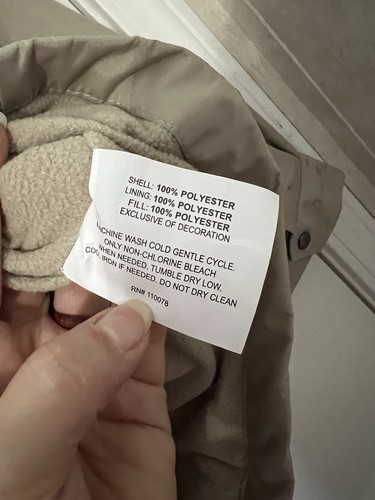 SHELL: 100% POLYESTER
LINING: 100% POLYESTER
FILL: 100% POLYESTER
EXCLUSIVE OF DECORATION
ACHINE WASH COLD GENTLE CYCLE.
ONLY NON-CHLORINE BLEACH
WHEN NEEDED. TUMBLE DRY LOW.
COOL IRON IF NEEDED. DO NOT DRY CLEAN
RN# 110078